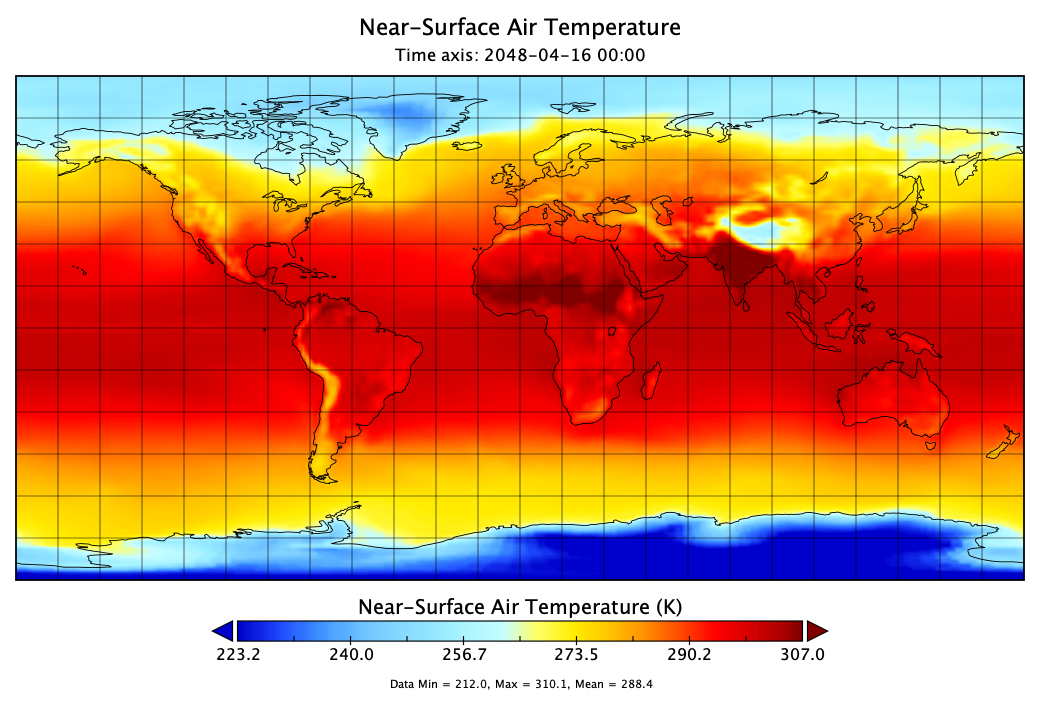 Near-Surface Air Temperature
Time axis: 2048-04-16 00:00
Near-Surface Air Temperature (K)
223.2 240.0 256.7 273.5 290.2 307.0
Data Min = 212.0, Max = 310.1, Mean = 288.4